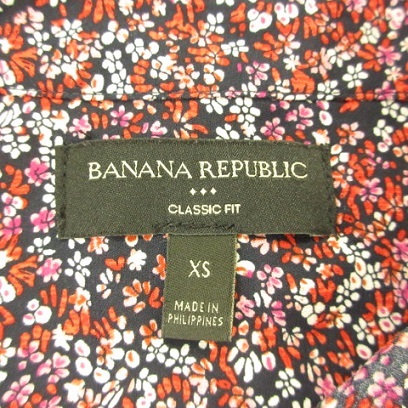 BANANA REPUBLIC
CLASSIC FIT
XS
MADE IN
PHILIPPINES